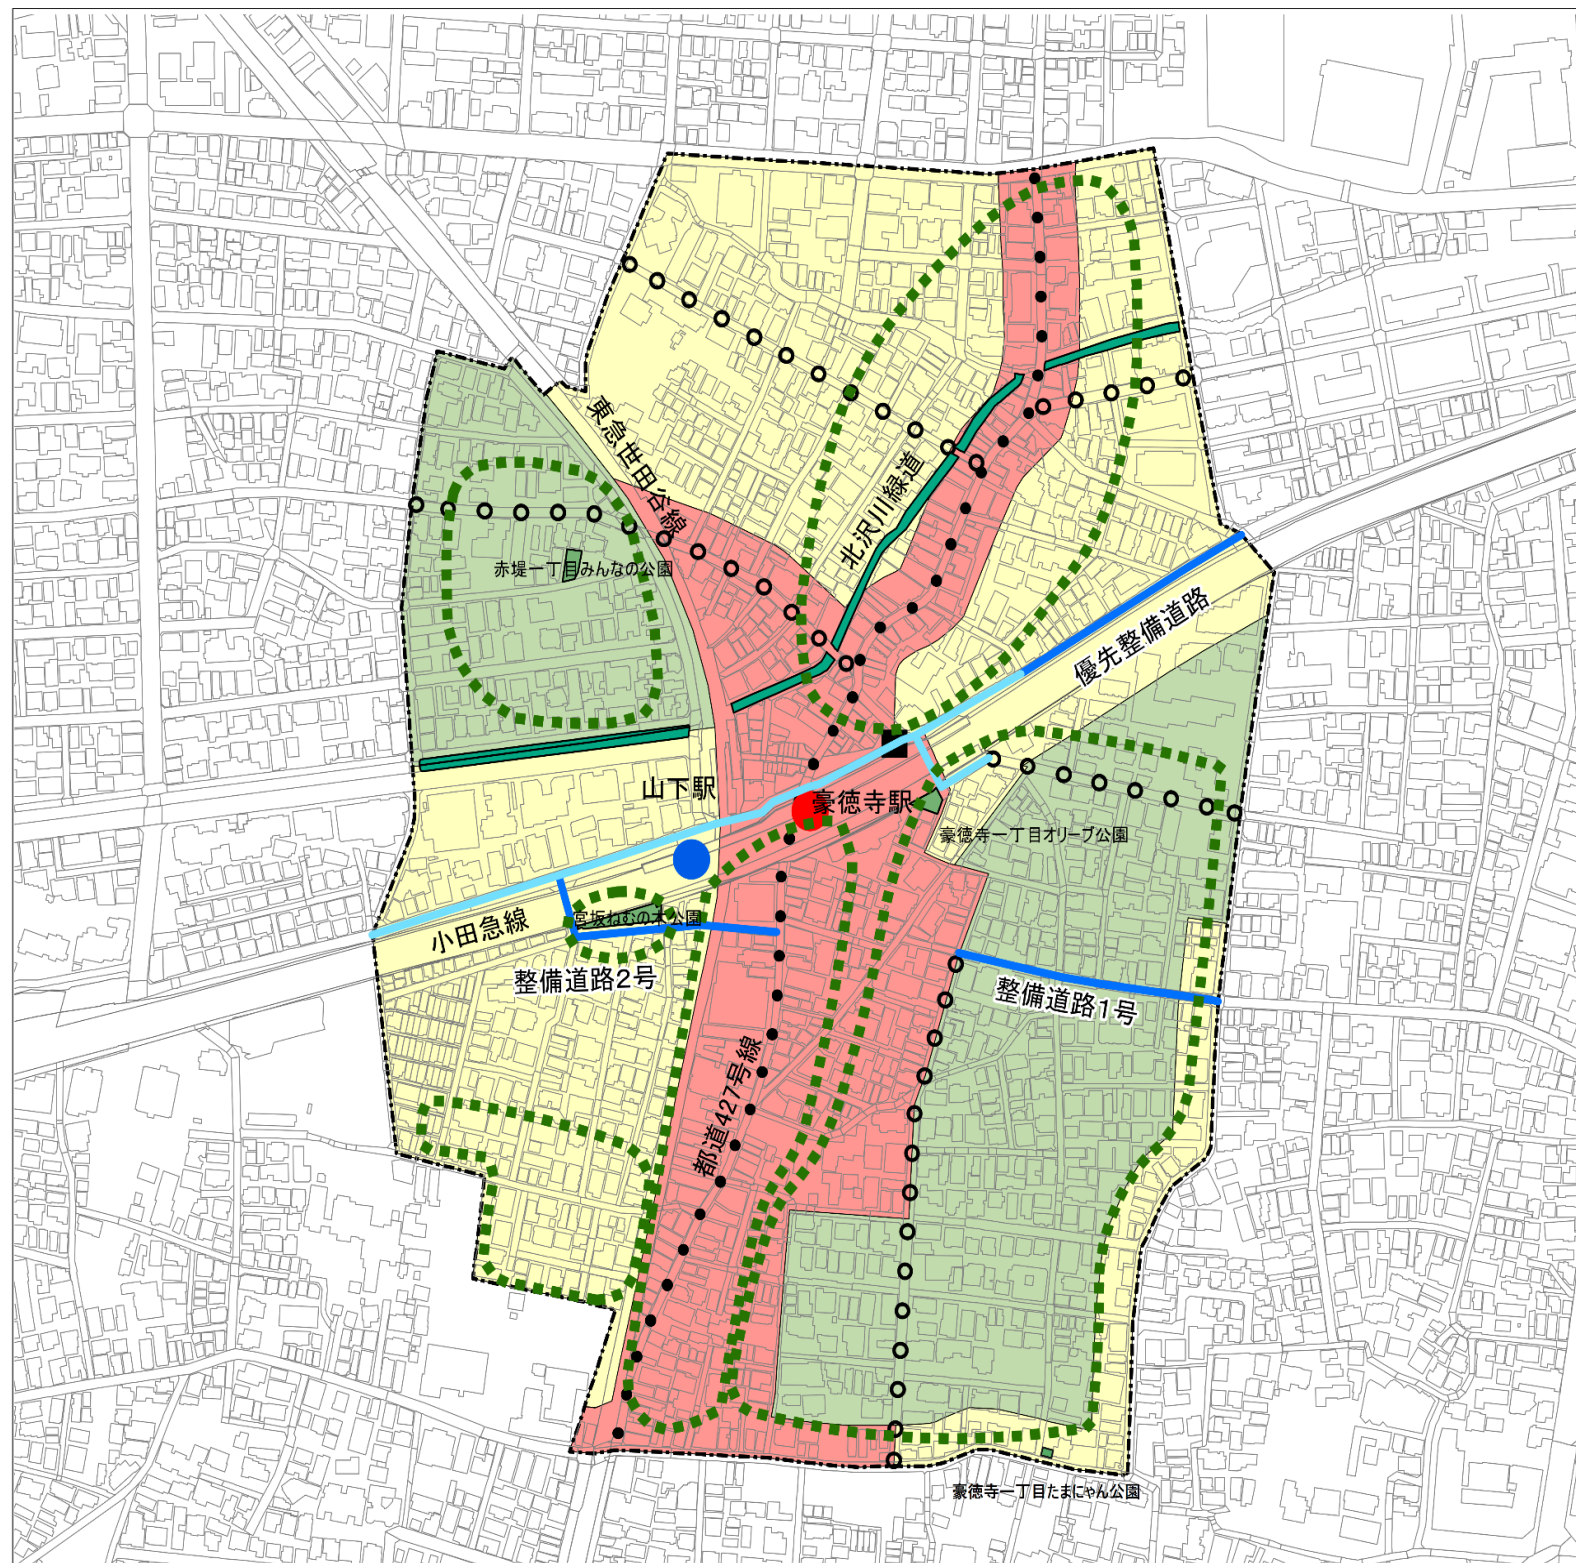 東急世田谷線
北沢川緑道
赤堤一丁目みんなの公園
優先整備道路
山下駅
豪徳寺駅
豪徳寺一丁目オリーブ公園
小田急線
宮坂ねむの木公園
整備道路2号
整備道路1号
都道427号線
豪徳寺一丁目たまにゃん公園